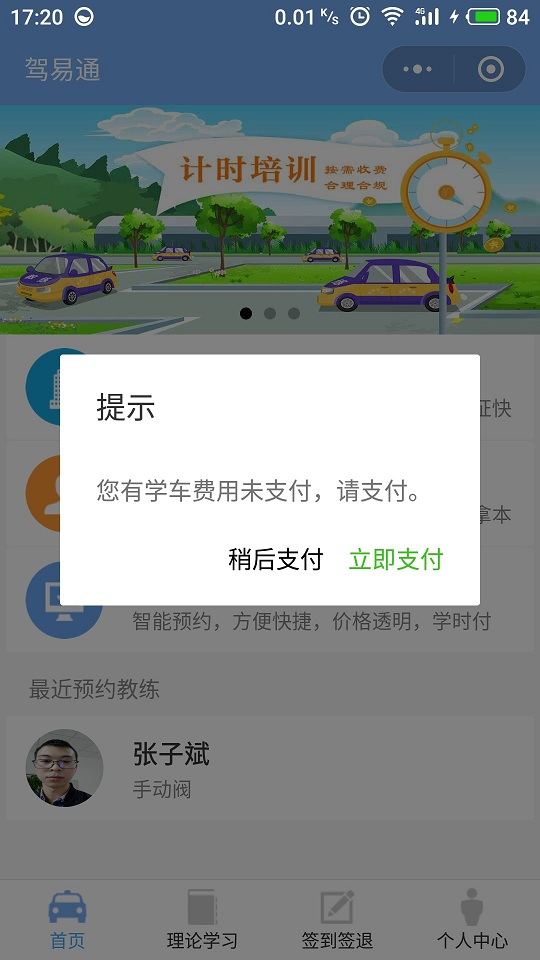 17:20
0.01 K/s
4G
84
驾易通
计时培训
按需收费
合理合规
证快
提示
您有学车费用未支付，请支付。
拿本
稍后支付 立即支付
智能预约，方便快捷，价格透明，学时付
最近预约教练
张子斌
手动阀
首页 理论学习 签到签退 个人中心